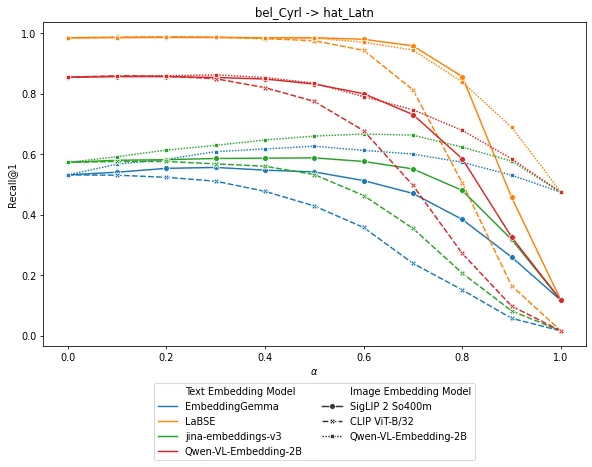 bel_Cyrl -> hat_Latn
1.0
0.8
0.6
0.4
0.2
0.0
Recall@1
0.0 0.2 0.4 0.6 0.8 1.0
α
Text Embedding Model
EmbeddingGemma
LaBSE
jina-embeddings-v3
Qwen-VL-Embedding-2B
Image Embedding Model
SigLIP 2 So400m
CLIP ViT-B/32
Qwen-VL-Embedding-2B